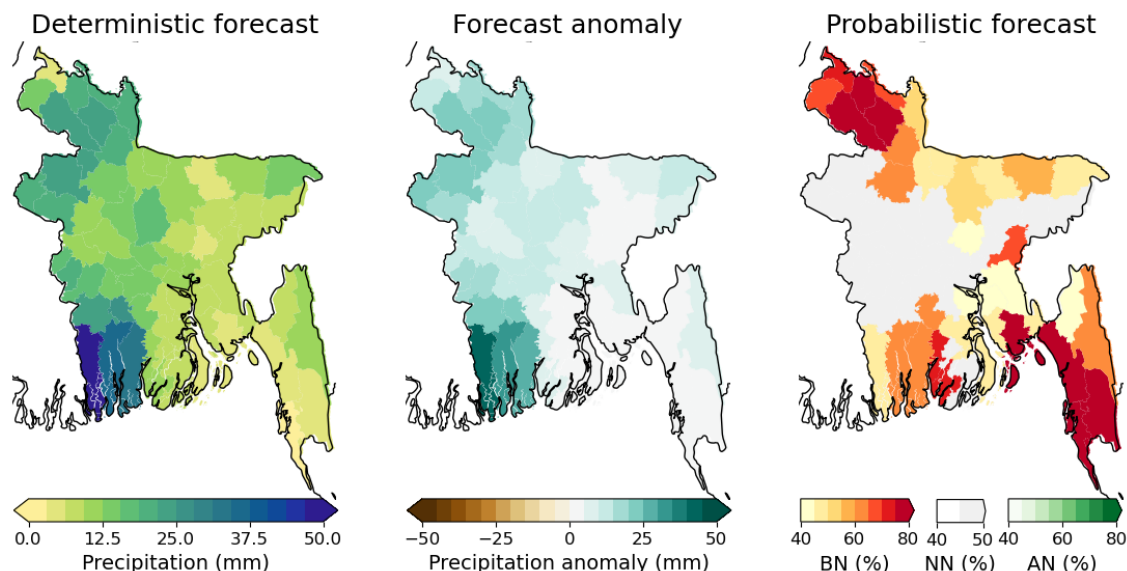 Deterministic forecast
Forecast anomaly
Probabilistic forecast
0.0 12.5 25.0 37.5 50.0
Precipitation (mm)
−50 −25 0 25 50
Precipitation anomaly (mm)
40 60 80
BN (%)
40 50
NN (%)
40 60 80
AN (%)